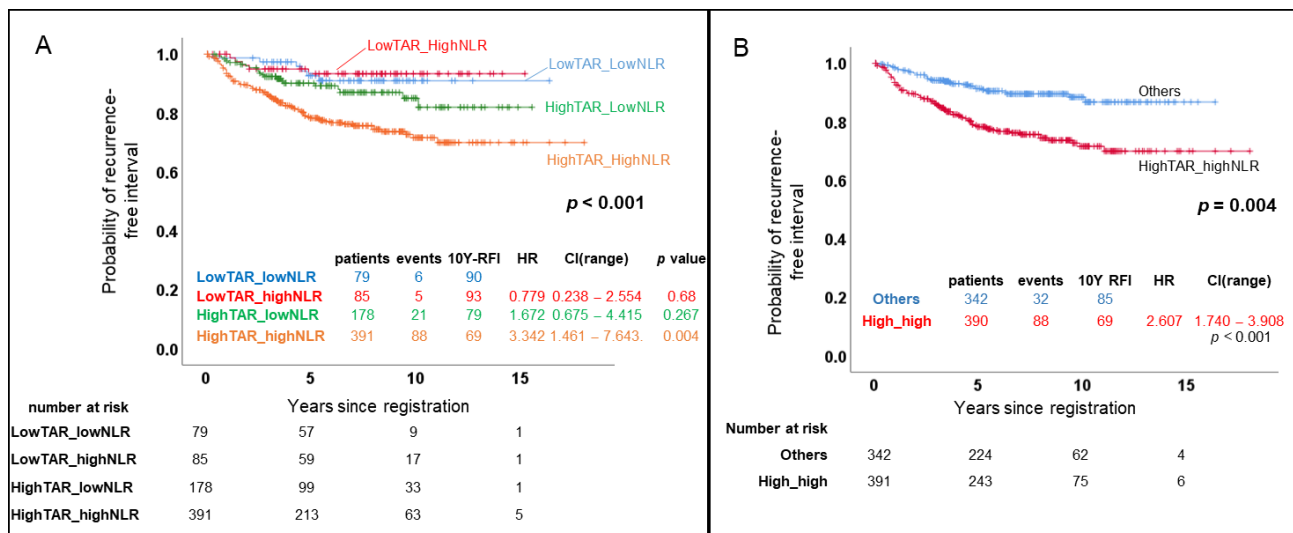 A
LowTAR_HighNLR
LowTAR_LowNLR
HighTAR_LowNLR
HighTAR_HighNLR
Probability of recurrence-
free interval
1.0
0.8
0.6
0.4
0.2
0.0
p < 0.001
patients events 10Y-RFI HR CI(range) p value
LowTAR_lowNLR 79 6 90
LowTAR_highNLR 85 5 93 0.779 0.238 – 2.554 0.68
HighTAR_lowNLR 178 21 79 1.672 0.675 – 4.415 0.267
HighTAR_highNLR 391 88 69 3.342 1.461 – 7.643. 0.004
0 5 10 15
Years since registration
number at risk
LowTAR_lowNLR 79 57 9 1
LowTAR_highNLR 85 59 17 1
HighTAR_lowNLR 178 99 33 1
HighTAR_highNLR 391 213 63 5
B
Others
HighTAR_highNLR
Probability of recurrence-
free interval
1.0
0.8
0.6
0.4
0.2
0.0
p = 0.004
patients events 10Y RFI HR CI(range)
Others 342 32 85
High_high 390 88 69 2.607 1.740 – 3.908
p < 0.001
0 5 10 15
Years since registration
Number at risk
Others 342 224 62 4
High_high 391 243 75 6